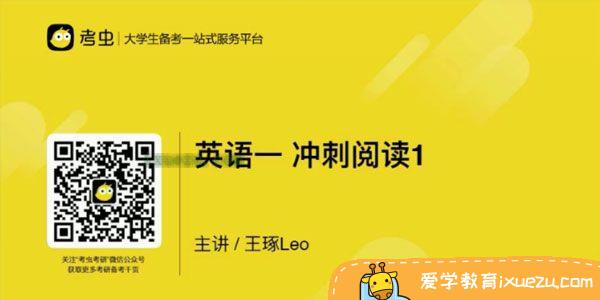 考虫 | 大学生备考一站式服务平台
英语一 冲刺阅读1
主讲 / 王琢Leo
关注"考虫考研"微信公众号
获取更多考研备考干货
爱学教育ixuezu.com